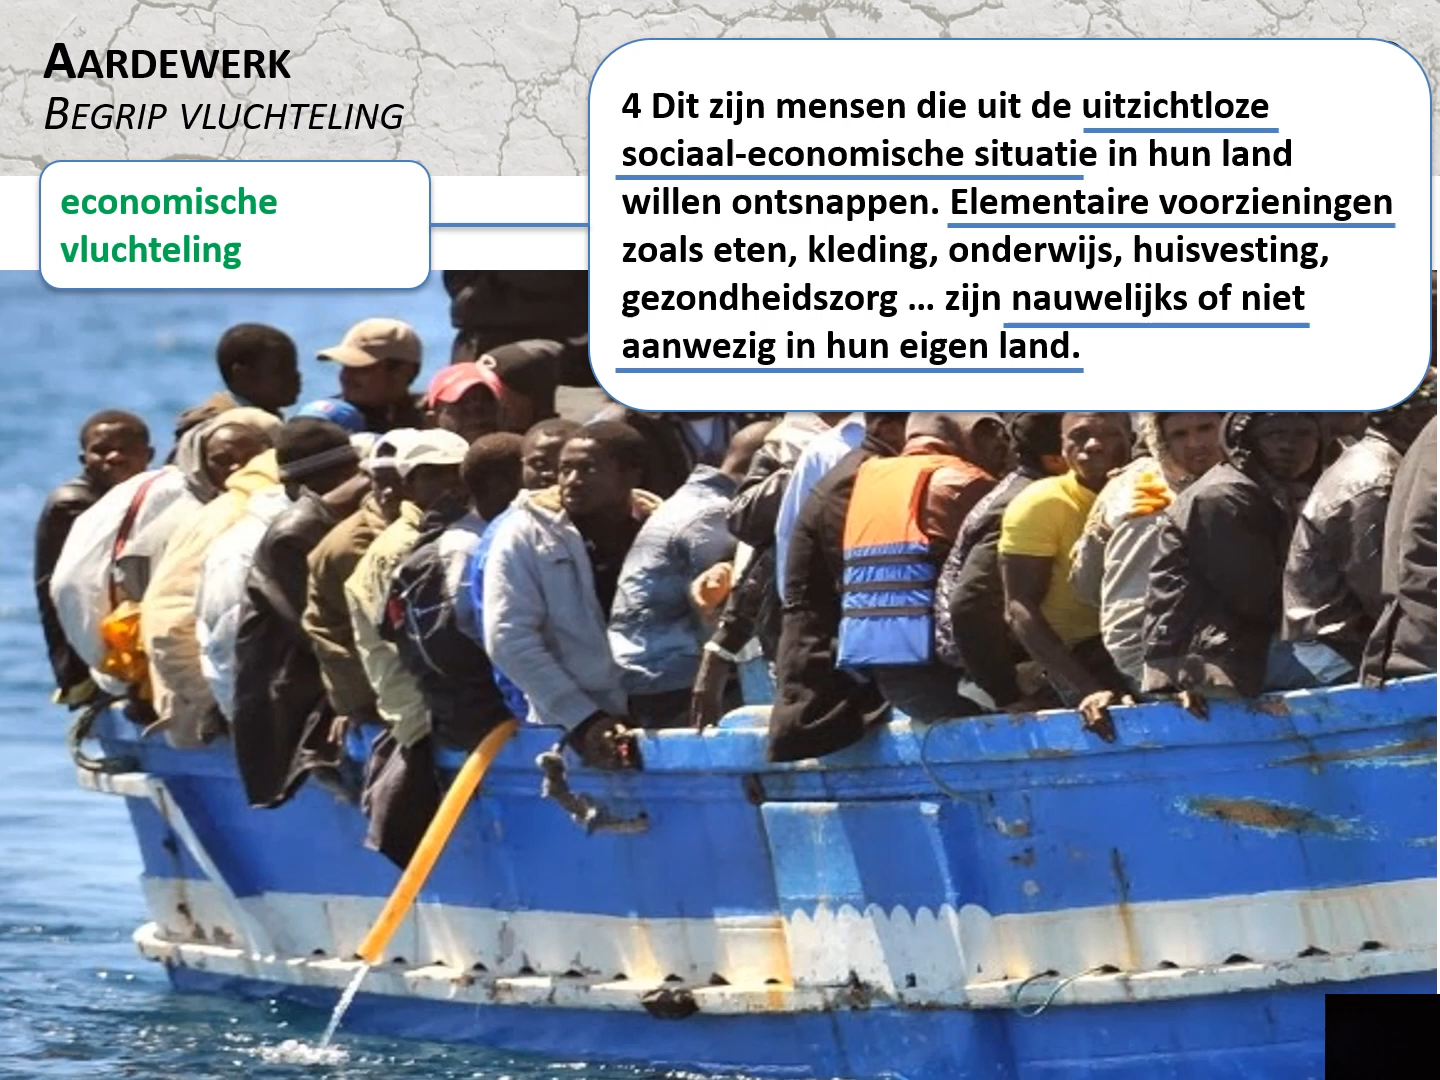 AARDEWERK
BEGRIP VLUCHTELING
economische
vluchteling
4 Dit zijn mensen die uit de uitzichtloze
sociaal-economische situatie in hun land
willen ontsnappen. Elementaire voorzieningen
zoals eten, kleding, onderwijs, huisvesting,
gezondheidszorg ... zijn nauwelijks of niet
aanwezig in hun eigen land.